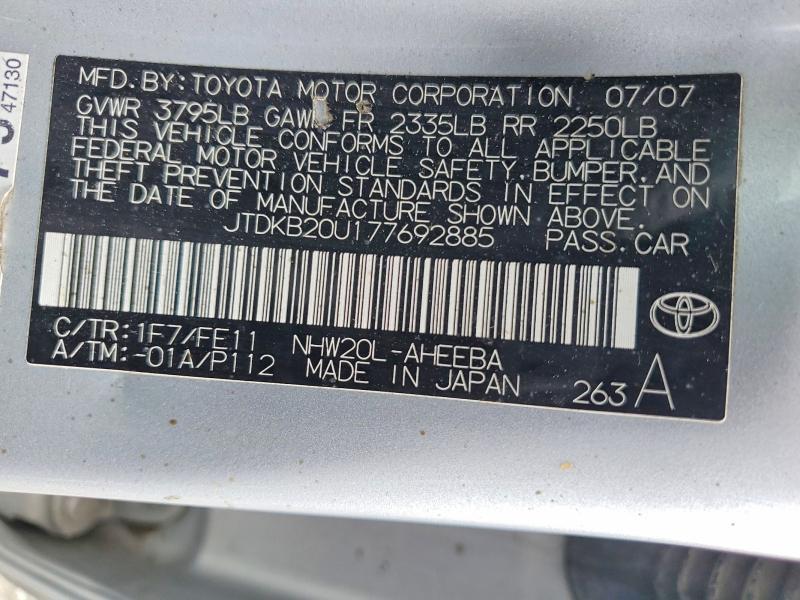 47130
MFD. BY: TOYOTA MOTOR CORPORATION 07/07
GVWR 3795LB GAWR FR 2335LB RR 2250LB
THIS VEHICLE CONFORMS TO ALL APPLICABLE
FEDERAL MOTOR VEHICLE SAFETY, BUMPER, AND
THEFT PREVENTION STANDARDS IN EFFECT ON
THE DATE OF MANUFACTURE SHOWN ABOVE.
JTDKB20U177692885 PASS. CAR
C/TR: 1F7/FE11 NHW20L-AHEEBA
A/TM: -01A/P112 MADE IN JAPAN 263 A